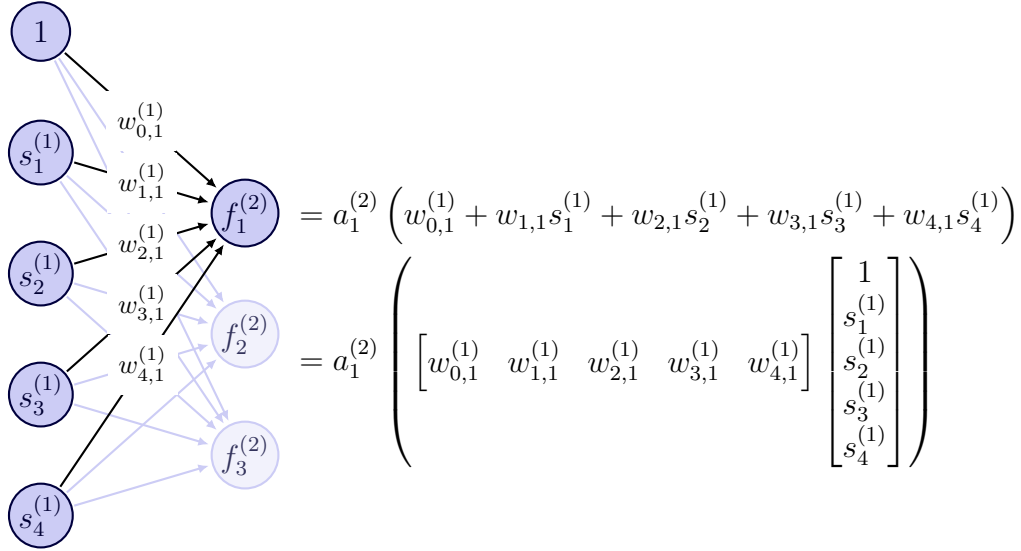 1
s_1^{(1)}
s_2^{(1)}
s_3^{(1)}
s_4^{(1)}
w_{0,1}^{(1)}
w_{1,1}^{(1)}
w_{2,1}^{(1)}
w_{3,1}^{(1)}
w_{4,1}^{(1)}
f_1^{(2)}
f_2^{(2)}
f_3^{(2)}
= a_1^{(2)} ( w_{0,1}^{(1)} + w_{1,1} s_1^{(1)} + w_{2,1} s_2^{(1)} + w_{3,1} s_3^{(1)} + w_{4,1} s_4^{(1)} )
= a_1^{(2)} ( [ w_{0,1}^{(1)} w_{1,1}^{(1)} w_{2,1}^{(1)} w_{3,1}^{(1)} w_{4,1}^{(1)} ] [ 1 s_1^{(1)} s_2^{(1)} s_3^{(1)} s_4^{(1)} ] )